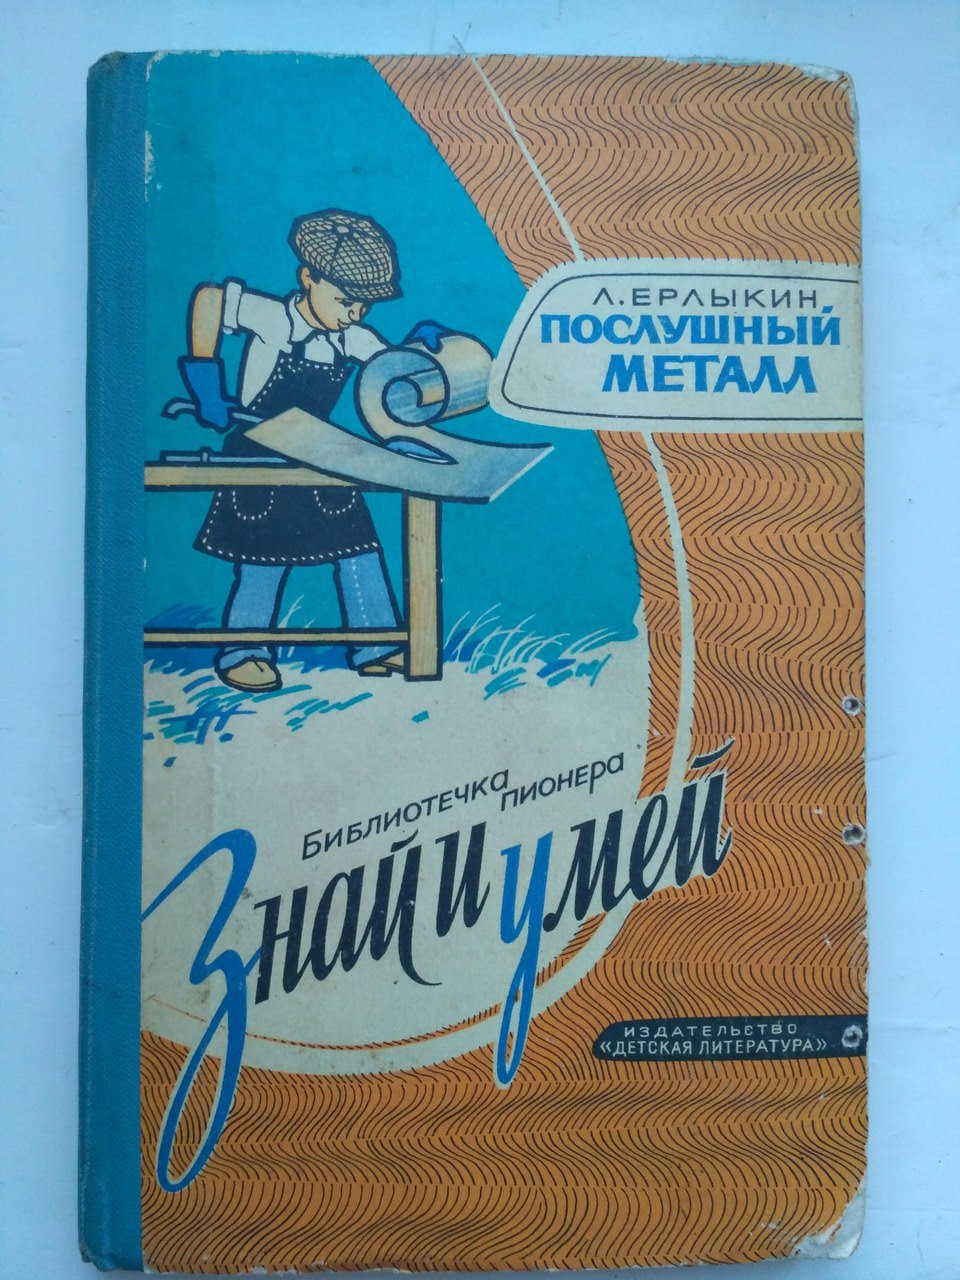 Л. ЕРЛЫКИН
ПОСЛУШНЫЙ
МЕТАЛЛ
Библиотечка пионера
Знай и умей
ИЗДАТЕЛЬСТВО
«ДЕТСКАЯ ЛИТЕРАТУРА»